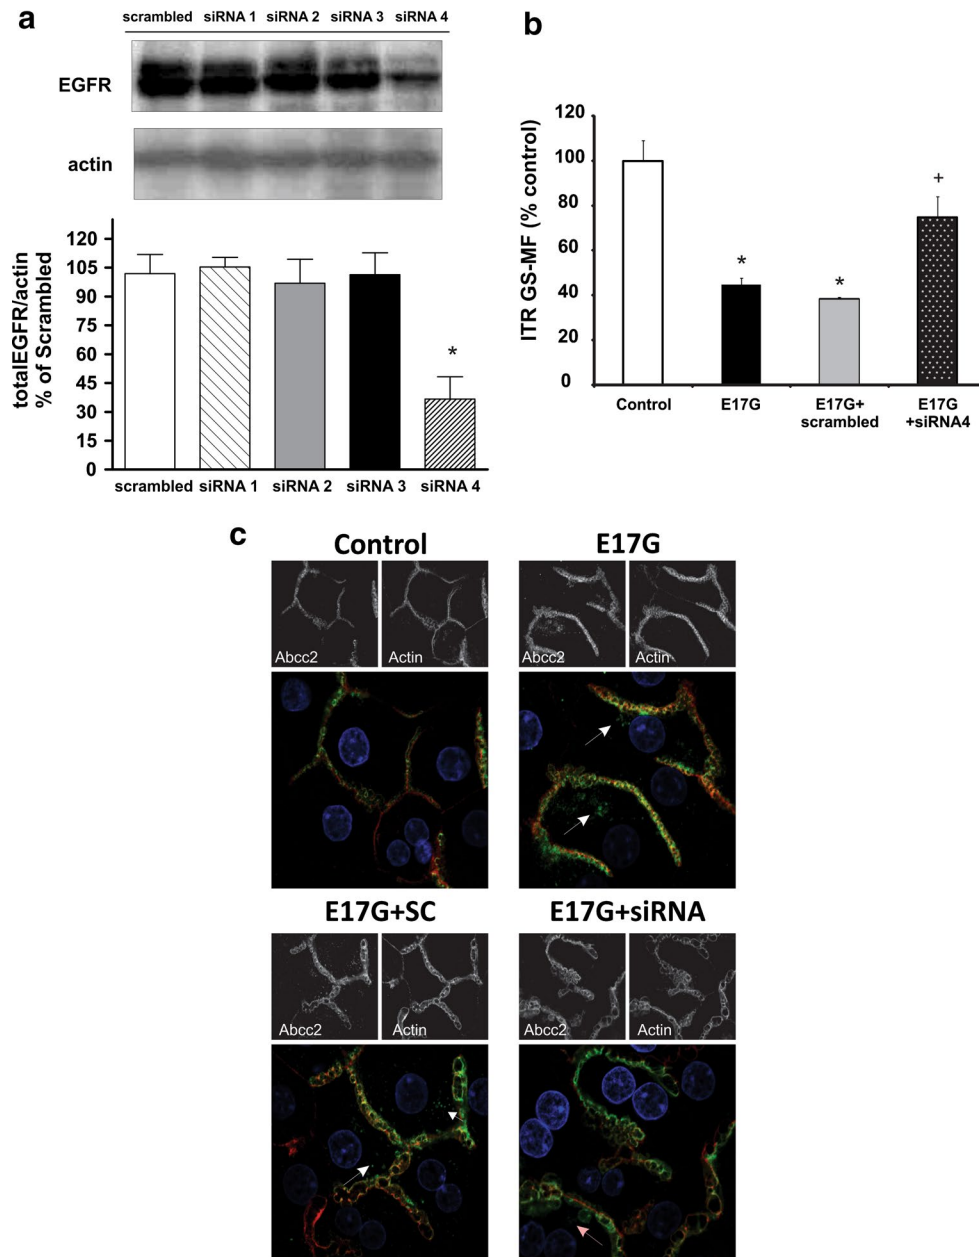 a
scrambled siRNA 1 siRNA 2 siRNA 3 siRNA 4
EGFR
actin
totalEGFR/actin
% of Scrambled
120
105
90
75
60
45
30
15
0
*
scrambled siRNA 1 siRNA 2 siRNA 3 siRNA 4
b
ITR GS-MF (% control)
120
100
80
60
40
20
0
*
*
+
Control E17G E17G+ E17G
scrambled +siRNA4
c
Control E17G
Abcc2 Actin Abcc2 Actin
E17G+SC E17G+siRNA
Abcc2 Actin Abcc2 Actin